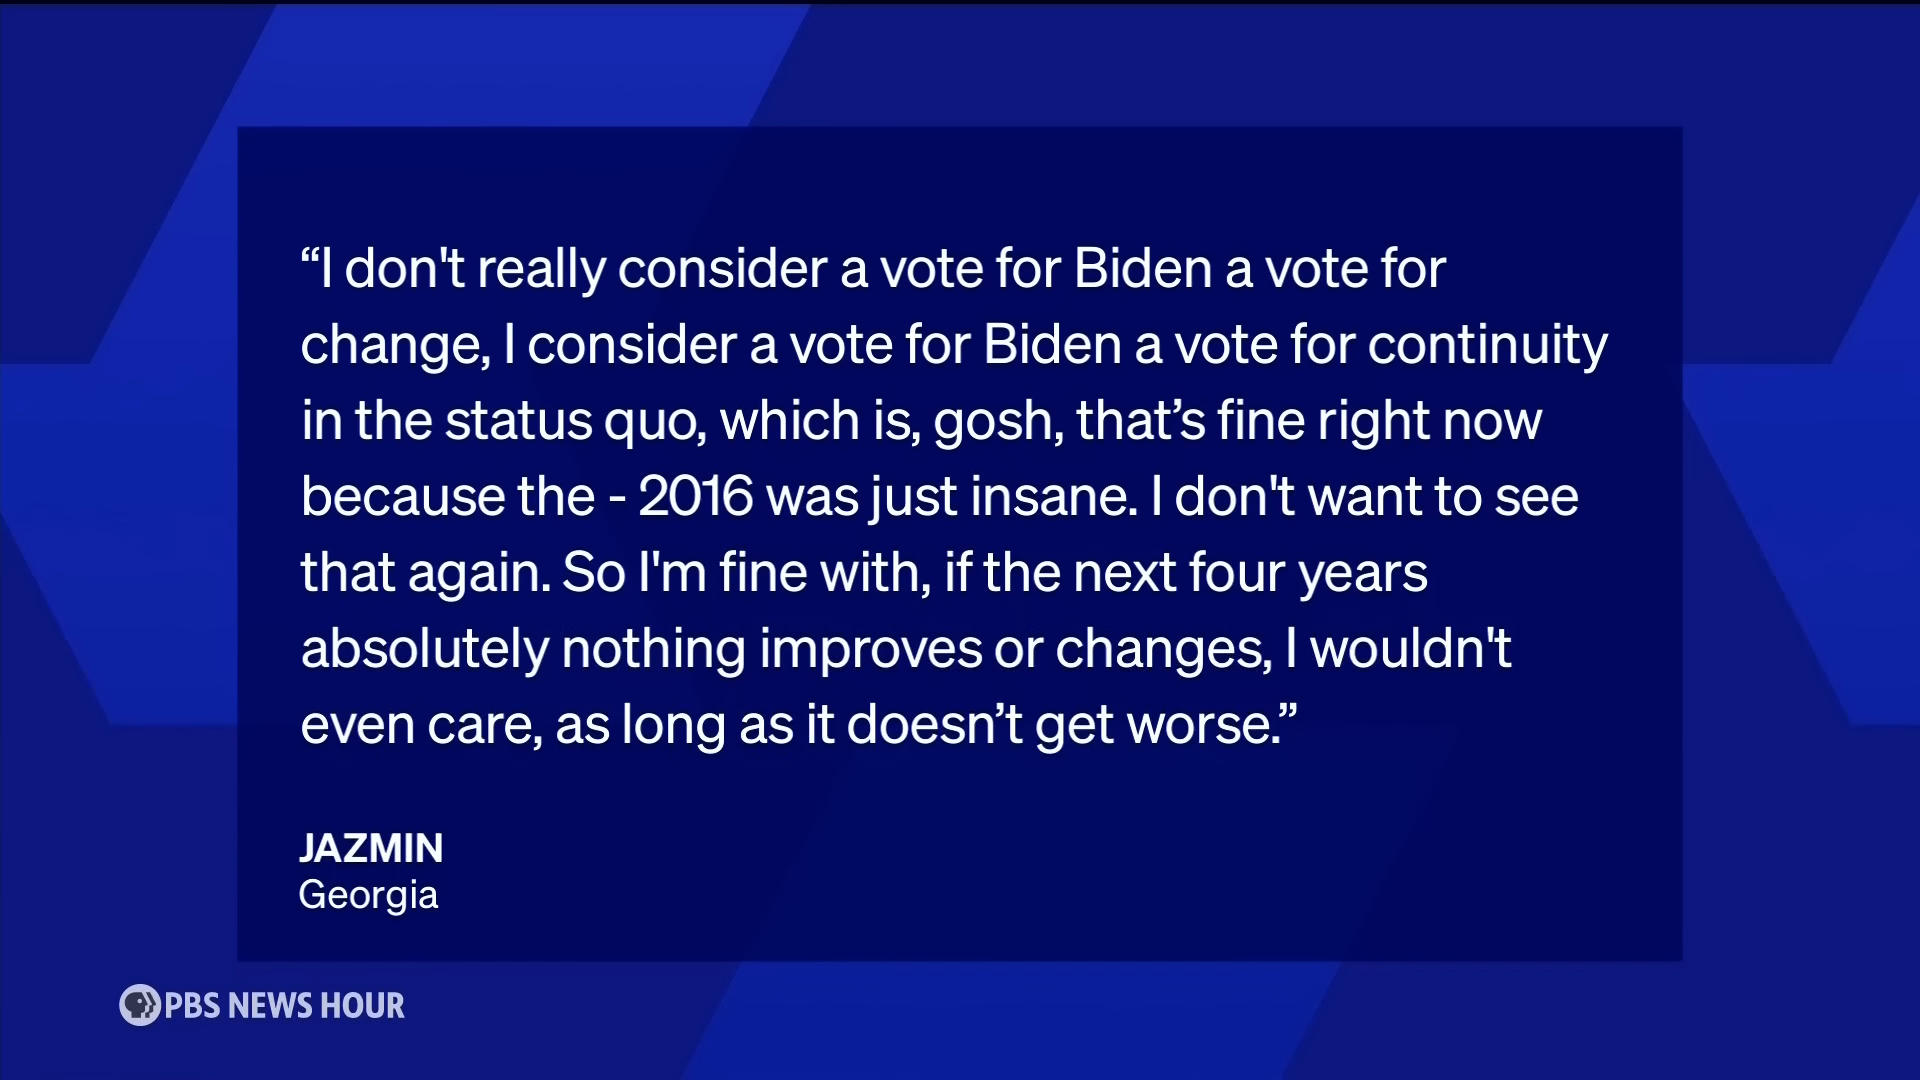 “I don't really consider a vote for Biden a vote for
change, I consider a vote for Biden a vote for continuity
in the status quo, which is, gosh, that’s fine right now
because the - 2016 was just insane. I don't want to see
that again. So I'm fine with, if the next four years
absolutely nothing improves or changes, I wouldn't
even care, as long as it doesn’t get worse.”
JAZMIN
Georgia
PBS NEWS HOUR